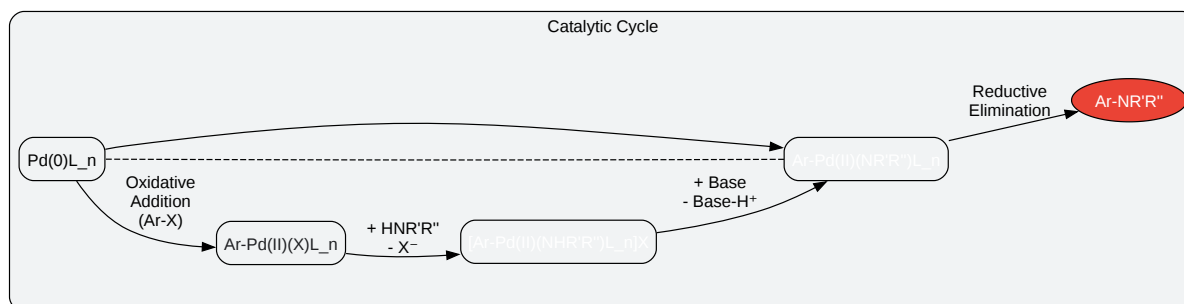 Catalytic Cycle
Reductive
Elimination
Ar-NR'R"
Pd(0)L_n
Ar-Pd(II)(NR'R")L_n
Oxidative
Addition
(Ar-X)
+ Base
- Base-H⁺
Ar-Pd(II)(X)L_n
+ HNR'R"
- X⁻
[Ar-Pd(II)(NHR'R")L_n]X